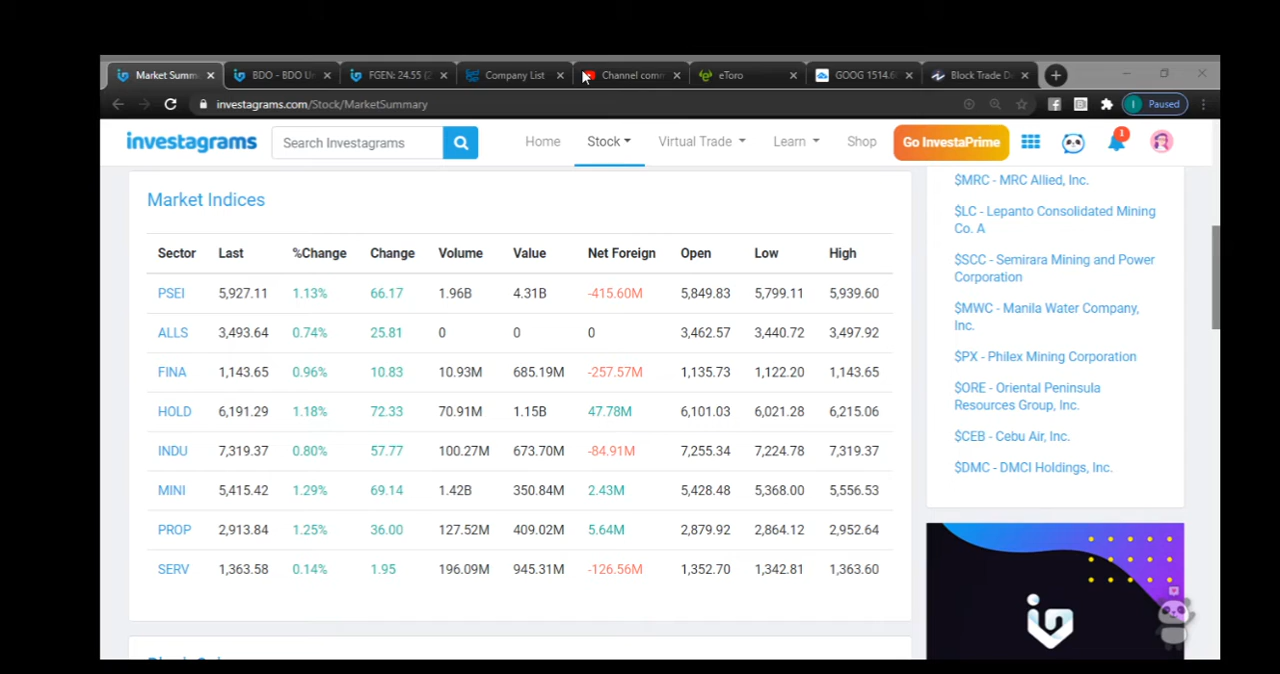 Market Summ
BDO - BDO Un
FGEN: 24.55 (2
Company List
Channel comm
eToro
GOOG 1514.6
Block Trade D
investagrams.com/Stock/MarketSummary
Paused
investagrams
Search Investagrams
Home
Stock
Virtual Trade
Learn
Shop
Go InvestaPrime
1
Market Indices
Sector Last %Change Change Volume Value Net Foreign Open Low High
PSEI 5,927.11 1.13% 66.17 1.96B 4.31B -415.60M 5,849.83 5,799.11 5,939.60
ALLS 3,493.64 0.74% 25.81 0 0 0 3,462.57 3,440.72 3,497.92
FINA 1,143.65 0.96% 10.83 10.93M 685.19M -257.57M 1,135.73 1,122.20 1,143.65
HOLD 6,191.29 1.18% 72.33 70.91M 1.15B 47.78M 6,101.03 6,021.28 6,215.06
INDU 7,319.37 0.80% 57.77 100.27M 673.70M -84.91M 7,255.34 7,224.78 7,319.37
MINI 5,415.42 1.29% 69.14 1.42B 350.84M 2.43M 5,428.48 5,368.00 5,556.53
PROP 2,913.84 1.25% 36.00 127.52M 409.02M 5.64M 2,879.92 2,864.12 2,952.64
SERV 1,363.58 0.14% 1.95 196.09M 945.31M -126.56M 1,352.70 1,342.81 1,363.60
$MRC - MRC Allied, Inc.
$LC - Lepanto Consolidated Mining
Co. A
$SCC - Semirara Mining and Power
Corporation
$MWC - Manila Water Company,
Inc.
$PX - Philex Mining Corporation
$ORE - Oriental Peninsula
Resources Group, Inc.
$CEB - Cebu Air, Inc.
$DMC - DMCI Holdings, Inc.